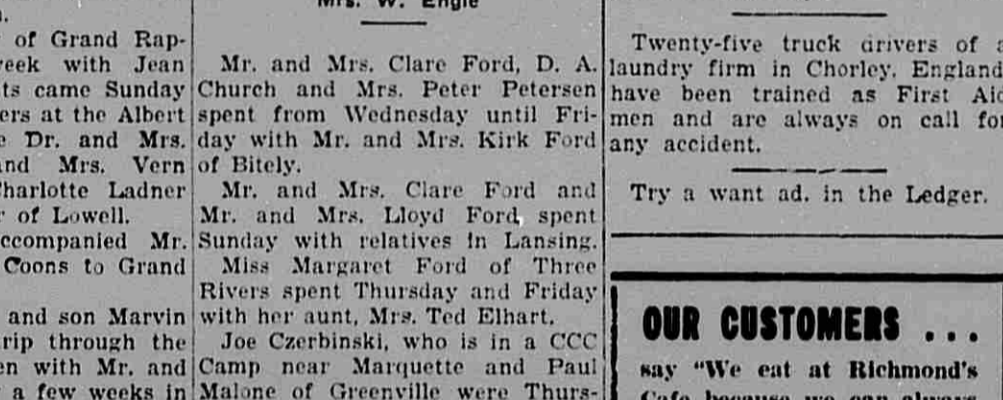 of Grand Rap-
week with Jean
came Sunday
at the Albert
Dr. and Mrs.
and Mrs. Vern
Charlotte Ladner
of Lowell.
accompanied Mr.
Coons to Grand
and son Marvin
through the
with Mr. and
a few weeks in
Mrs. W. Engle
Mr. and Mrs. Clare Ford, D. A.
Church and Mrs. Peter Petersen
spent from Wednesday until Fri-
day with Mr. and Mrs. Kirk Ford
of Bitely.
Mr. and Mrs. Clare Ford and
Mr. and Mrs. Lloyd Ford, spent
Sunday with relatives in Lansing.
Miss Margaret Ford of Three
Rivers spent Thursday and Friday
with her aunt, Mrs. Ted Elhart.
Joe Czerbinski, who is in a CCC
Camp near Marquette and Paul
Malone of Greenville were Thurs-
Twenty-five truck drivers of a
laundry firm in Chorley, England
have been trained as First Aid
men and are always on call for
any accident.
Try a want ad. in the Ledger.
OUR CUSTOMERS ...
say "We eat at Richmond's
Cafe because we can always